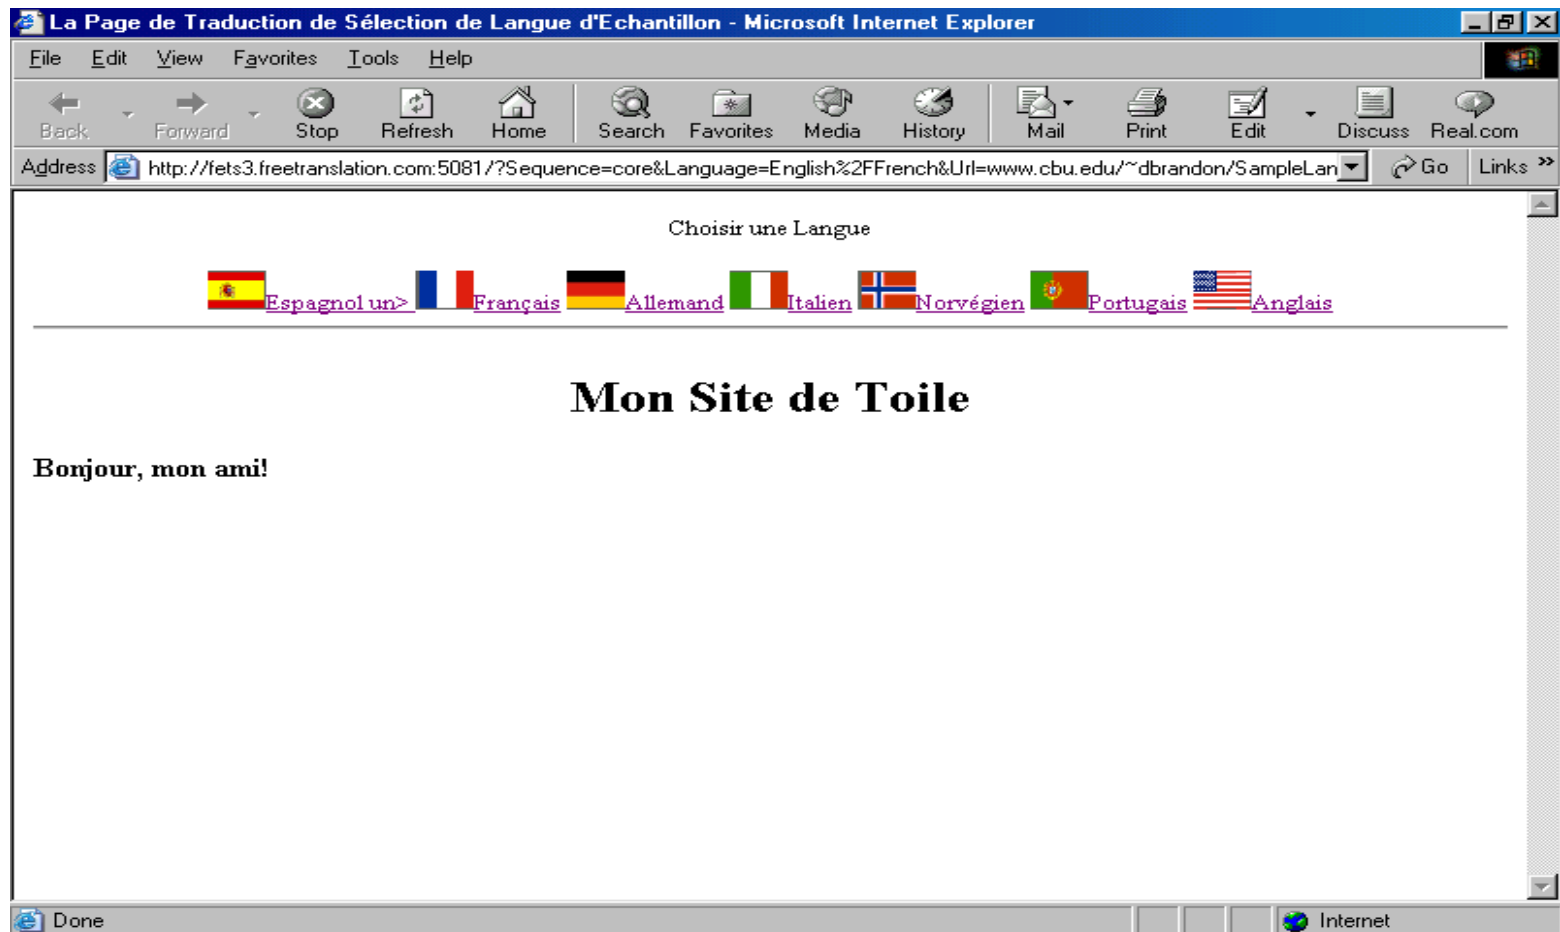 La Page de Traduction de Sélection de Langue d'Echantillon - Microsoft Internet Explorer
File Edit View Favorites Tools Help
Back Forward Stop Refresh Home Search Favorites Media History Mail Print Edit Discuss Real.com
Address http://fets3.freetranslation.com:5081/?Sequence=core&Language=English%2FFrench&Url=www.cbu.edu/~dbrandon/SampleLan Go Links »
Choisir une Langue
Espagnol un> Français Allemand Italien Norvégien Portugais Anglais
Mon Site de Toile
Bonjour, mon ami!
Done Internet